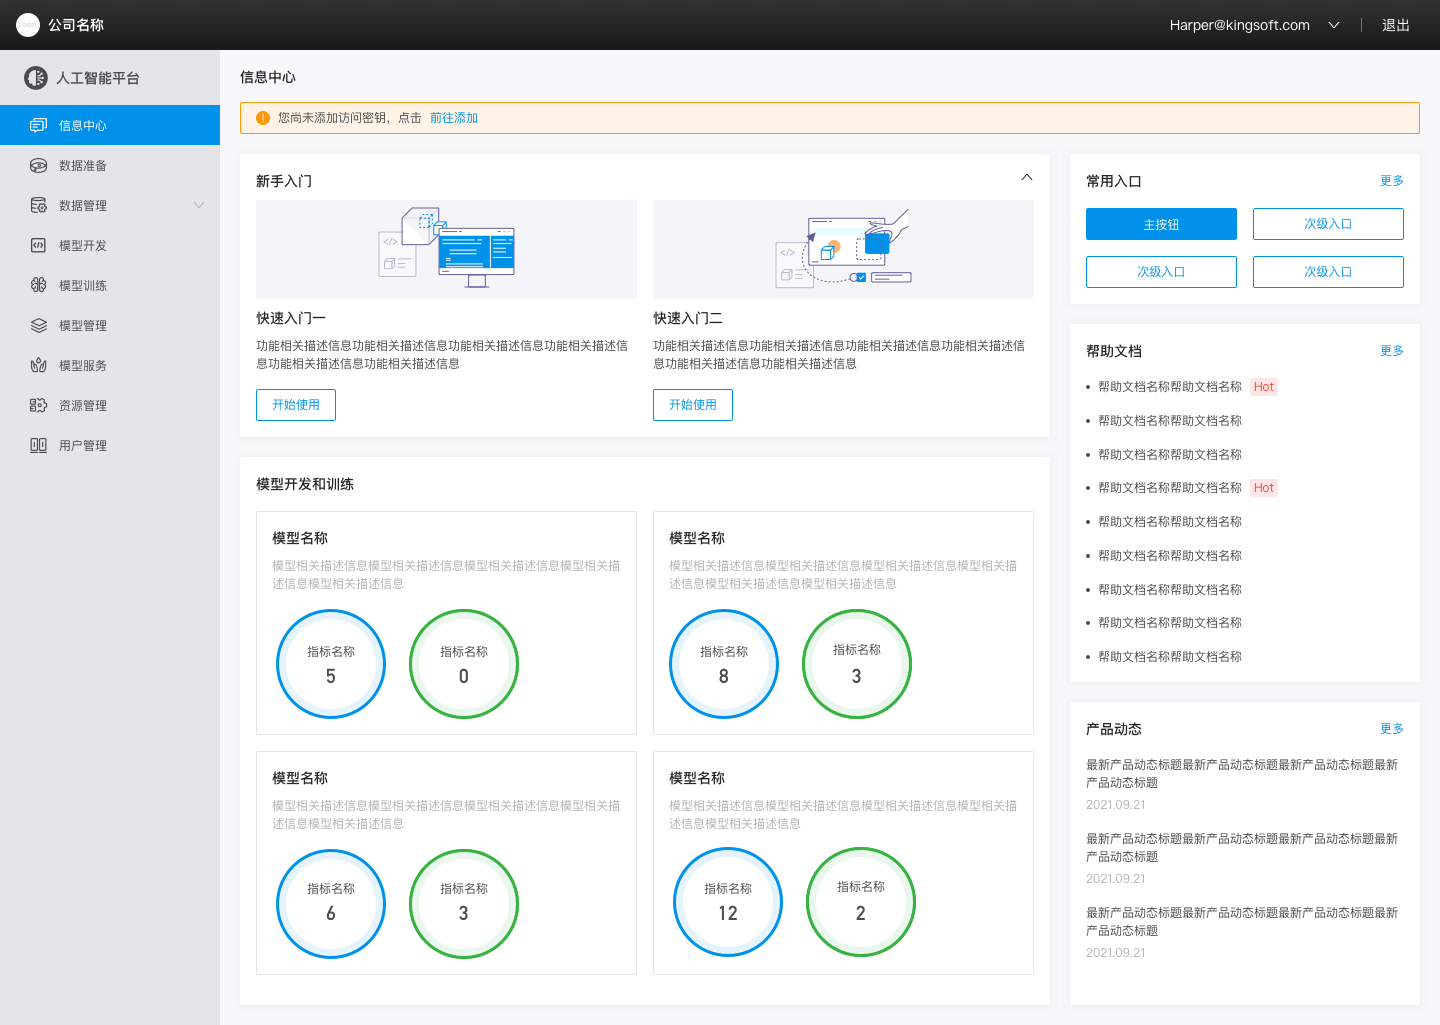 LOGO
公司名称
Harper@kingsoft.com
退出
人工智能平台
信息中心
数据准备
数据管理
模型开发
模型训练
模型管理
模型服务
资源管理
用户管理
信息中心
您尚未添加访问密钥，点击 前往添加
新手入门
快速入门一
功能相关描述信息功能相关描述信息功能相关描述信息功能相关描述信
息功能相关描述信息功能相关描述信息
开始使用
快速入门二
功能相关描述信息功能相关描述信息功能相关描述信息功能相关描述信
息功能相关描述信息功能相关描述信息
开始使用
模型开发和训练
模型名称
模型相关描述信息模型相关描述信息模型相关描述信息模型相关描
述信息模型相关描述信息
指标名称
5
指标名称
0
模型名称
模型相关描述信息模型相关描述信息模型相关描述信息模型相关描
述信息模型相关描述信息模型相关描述信息
指标名称
8
指标名称
3
模型名称
模型相关描述信息模型相关描述信息模型相关描述信息模型相关描
述信息模型相关描述信息
指标名称
6
指标名称
3
模型名称
模型相关描述信息模型相关描述信息模型相关描述信息模型相关描
述信息模型相关描述信息
指标名称
12
指标名称
2
常用入口
更多
主按钮
次级入口
次级入口
次级入口
帮助文档
更多
帮助文档名称帮助文档名称 Hot
帮助文档名称帮助文档名称
帮助文档名称帮助文档名称
帮助文档名称帮助文档名称 Hot
帮助文档名称帮助文档名称
帮助文档名称帮助文档名称
帮助文档名称帮助文档名称
帮助文档名称帮助文档名称
帮助文档名称帮助文档名称
产品动态
更多
最新产品动态标题最新产品动态标题最新产品动态标题最新
产品动态标题
2021.09.21
最新产品动态标题最新产品动态标题最新产品动态标题最新
产品动态标题
2021.09.21
最新产品动态标题最新产品动态标题最新产品动态标题最新
产品动态标题
2021.09.21